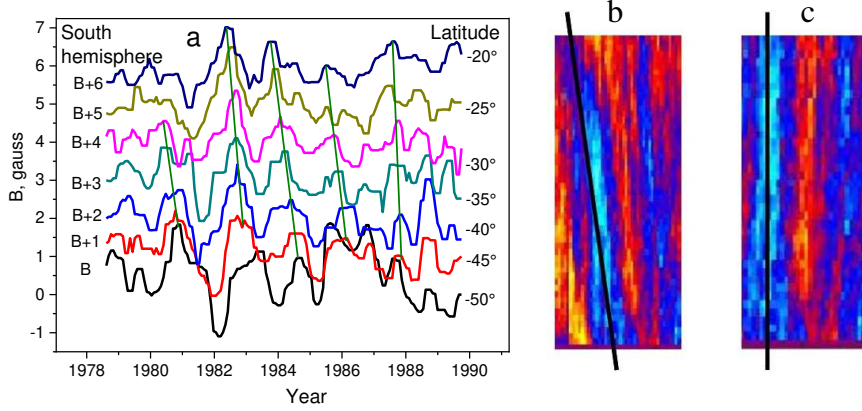 b
c
South
hemisphere
a
Latitude
7
6
5
4
3
2
1
0
-1
B, gauss
B+6
B+5
B+4
B+3
B+2
B+1
B
-20°
-25°
-30°
-35°
-40°
-45°
-50°
1978
1980
1982
1984
1986
1988
1990
Year